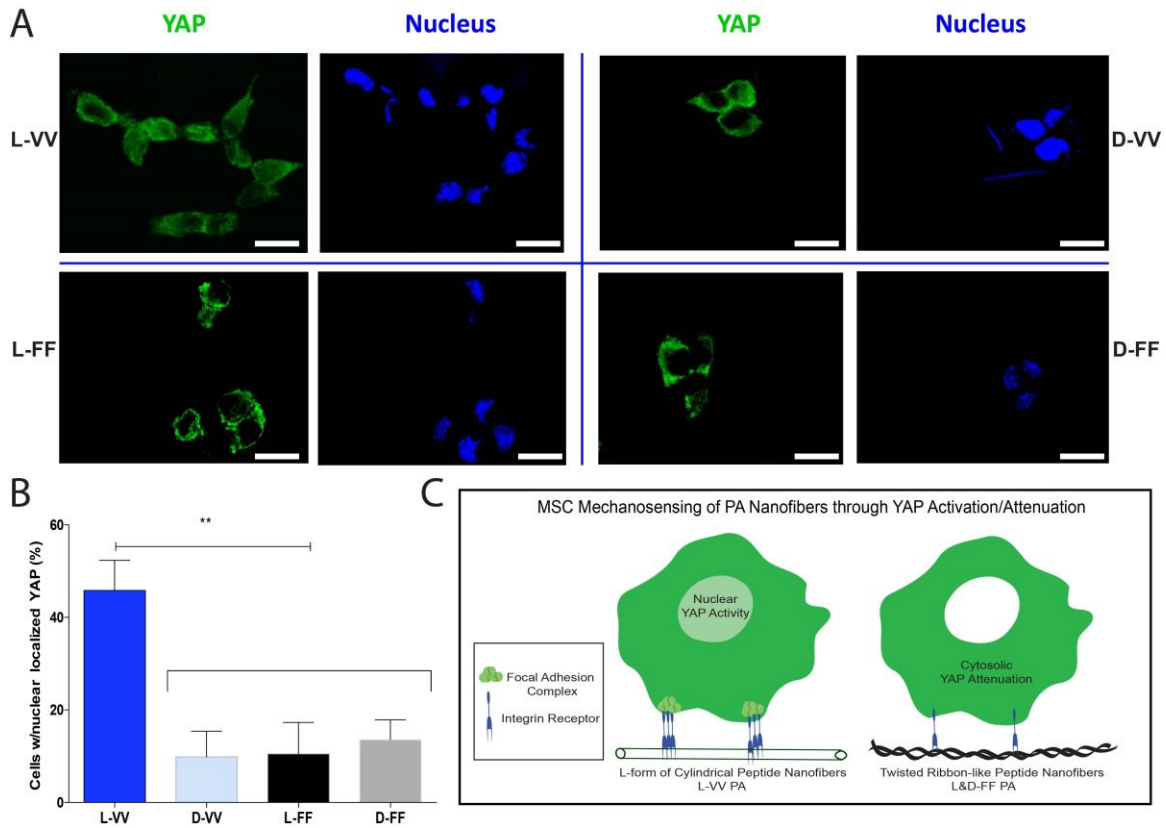 A
YAP
Nucleus
YAP
Nucleus
L-VV
D-VV
L-FF
D-FF
B
Cells w/nuclear localized YAP (%)
60
40
20
0
**
L-VV
D-VV
L-FF
D-FF
C
MSC Mechanosensing of PA Nanofibers through YAP Activation/Attenuation
Focal Adhesion
Complex
Integrin Receptor
Nuclear
YAP Activity
Cytosolic
YAP Attenuation
L-form of Cylindrical Peptide Nanofibers
L-VV PA
Twisted Ribbon-like Peptide Nanofibers
L&D-FF PA